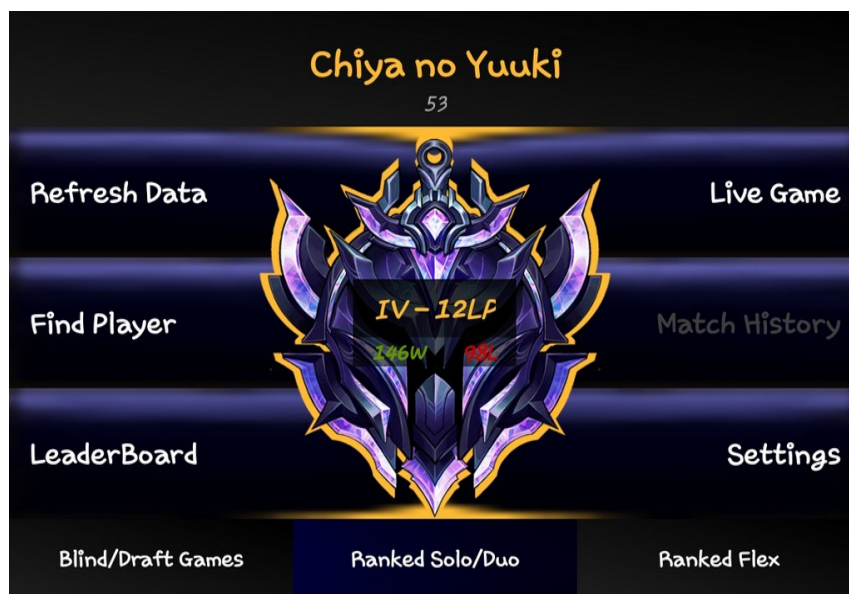 Chiya no Yuuki
53
Refresh Data
Live Game
Find Player
IV - 12LP
Match History
146W 98L
LeaderBoard
Settings
Blind/Draft Games
Ranked Solo/Duo
Ranked Flex